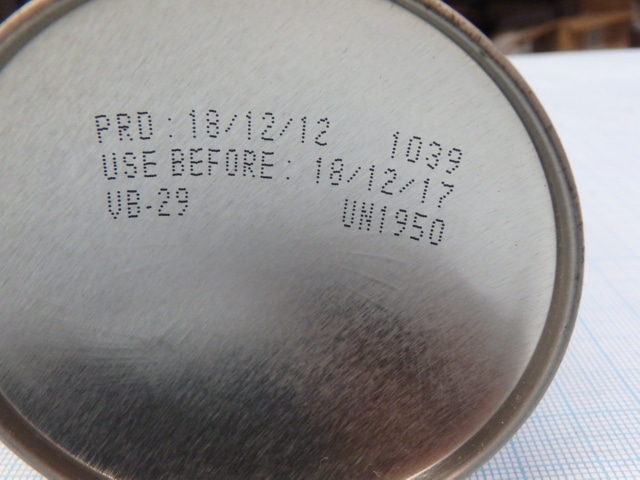 PRD : 18/12/12 1039
USE BEFORE : 18/12/17
VB-29 UN1950